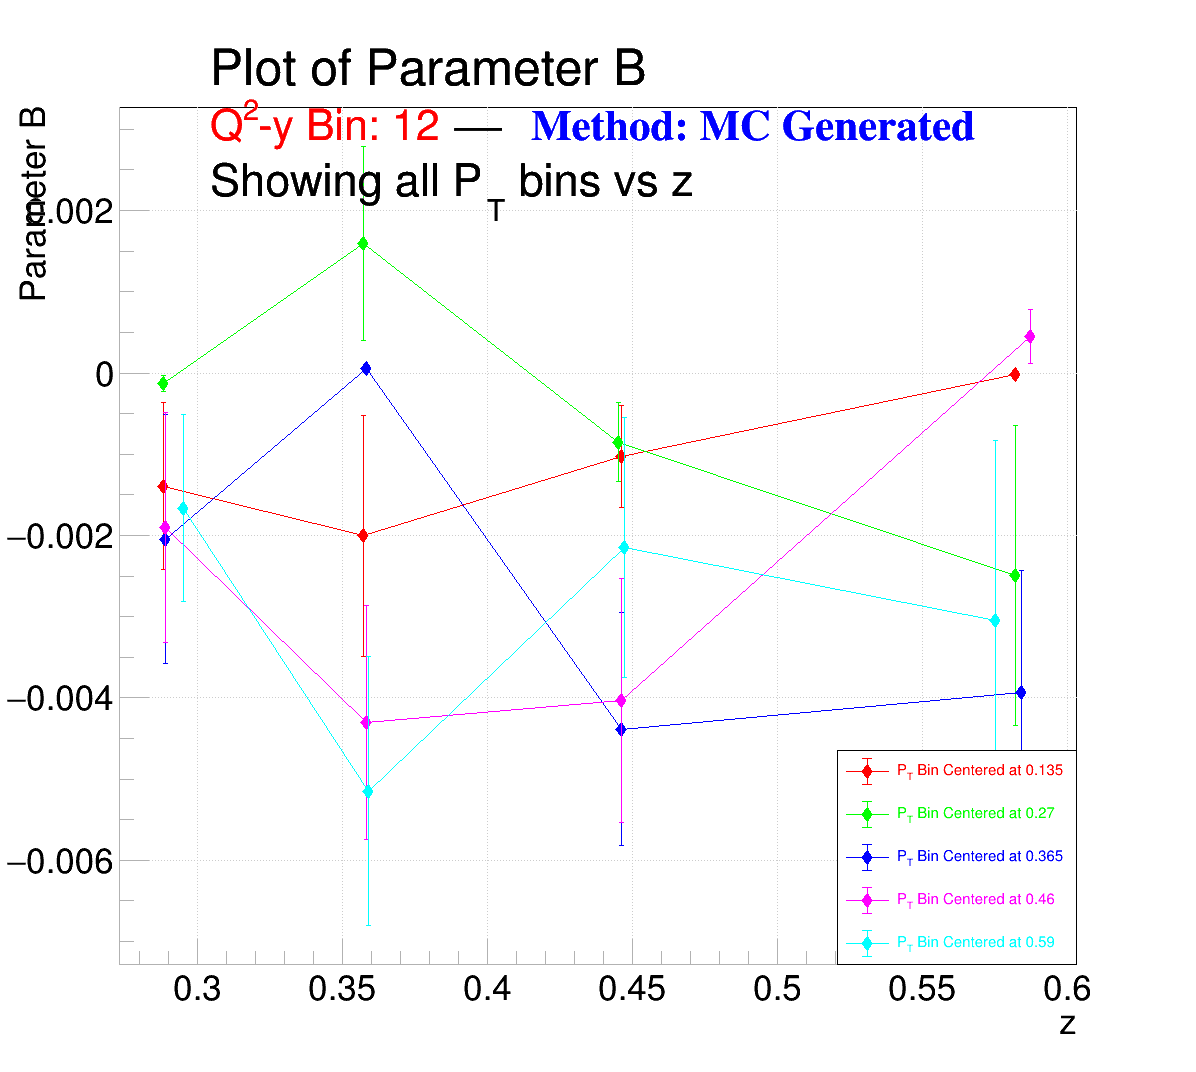 Plot of Parameter B
Q2-y Bin: 12 — Method: MC Generated
Showing all PT bins vs z
Parameter B
0.002
0
−0.002
−0.004
−0.006
PT Bin Centered at 0.135
PT Bin Centered at 0.27
PT Bin Centered at 0.365
PT Bin Centered at 0.46
PT Bin Centered at 0.59
0.3 0.35 0.4 0.45 0.5 0.55 0.6
z